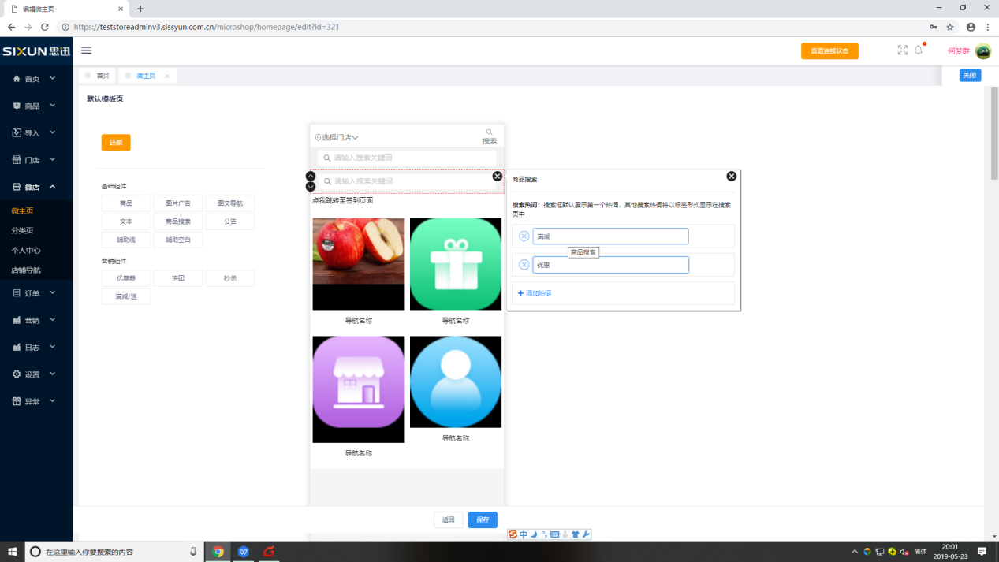 编辑微主页
https://teststoreadminv3.sissyun.com.cn/microshop/homepage/edit?id=321
SIXUN思迅
查看连接状态
何梦群
首页
微主页
关闭
首页
商品
导入
门店
微店
微主页
分类页
个人中心
店铺导航
订单
营销
日志
设置
异常
默认模板页
还原
基础组件
商品
图片广告
图文导航
文本
商品搜索
公告
辅助线
辅助空白
营销组件
优惠券
拼团
秒杀
满减/送
选择门店
搜索
请输入搜索关键词
请输入搜索关键词
点我跳转至签到页面
导航名称
导航名称
导航名称
导航名称
商品搜索
搜索热词：搜索框默认展示第一个热词，其他搜索热词将以标签形式显示在搜索
页中
满减
商品搜索
优惠
添加热词
返回
保存
中
在这里输入你要搜索的内容
简体
20:01
2019-05-23